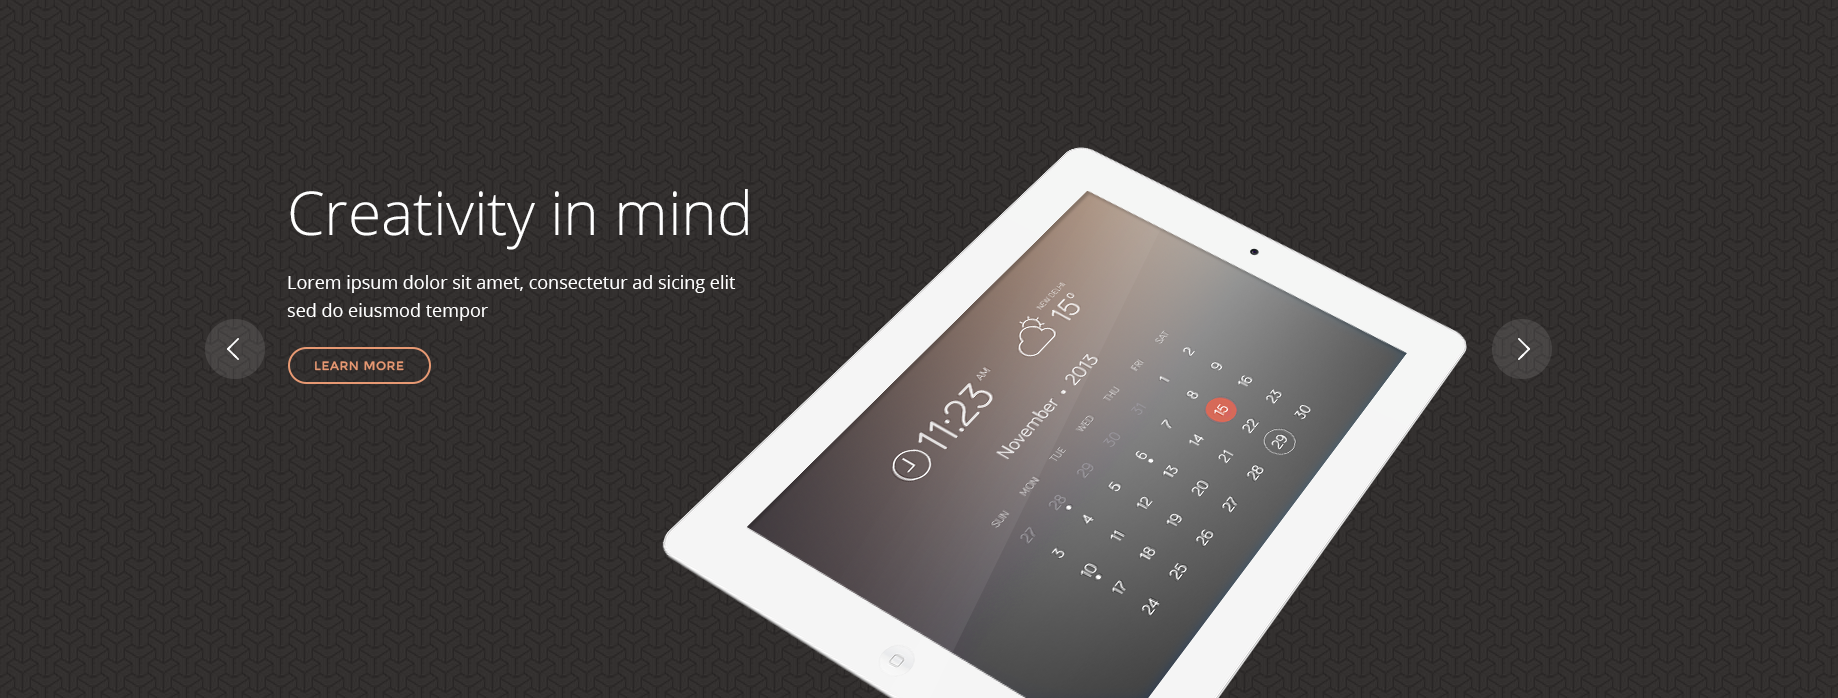 Creativity in mind
Lorem ipsum dolor sit amet, consectetur ad sicing elit
sed do eiusmod tempor
LEARN MORE
11:23 AM
NEW DELHI
15°
November • 2013
SUN MON TUE WED THU FRI SAT
27 28 29 30 31 1 2
3 4 5 6 7 8 9
10 11 12 13 14 15 16
17 18 19 20 21 22 23
24 25 26 27 28 29 30